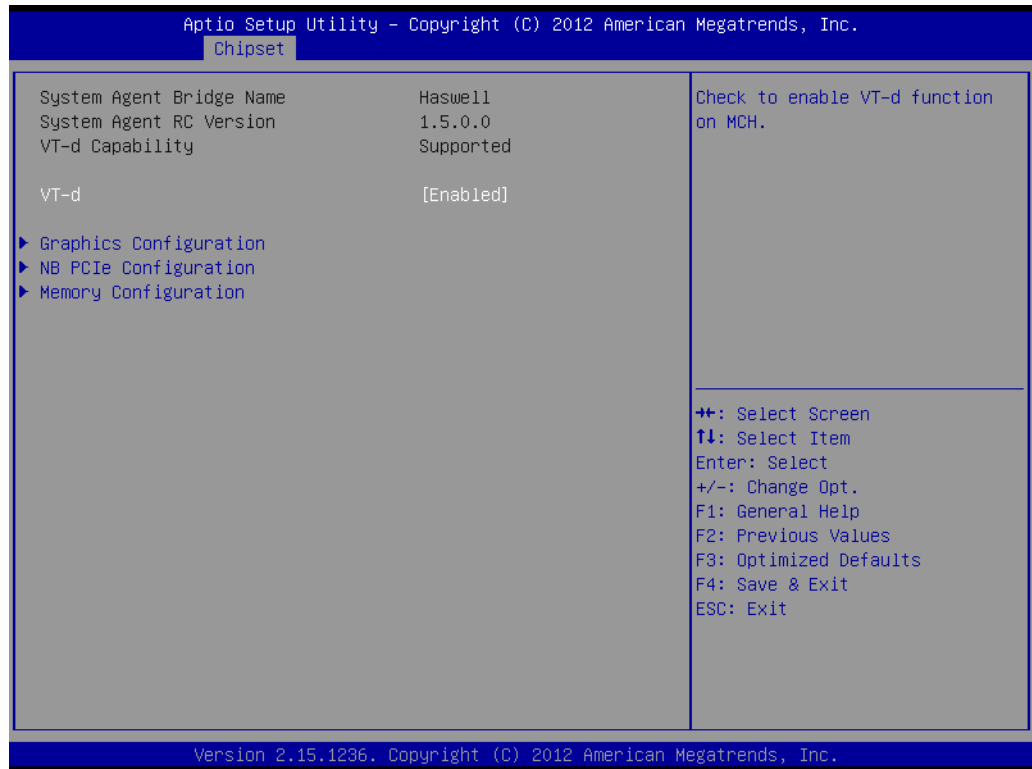 Aptio Setup Utility – Copyright (C) 2012 American Megatrends, Inc.
Chipset
System Agent Bridge Name Haswell
System Agent RC Version 1.5.0.0
VT-d Capability Supported
VT-d [Enabled]
▶ Graphics Configuration
▶ NB PCIe Configuration
▶ Memory Configuration
Check to enable VT-d function
on MCH.
→←: Select Screen
↑↓: Select Item
Enter: Select
+/-: Change Opt.
F1: General Help
F2: Previous Values
F3: Optimized Defaults
F4: Save & Exit
ESC: Exit
Version 2.15.1236. Copyright (C) 2012 American Megatrends, Inc.